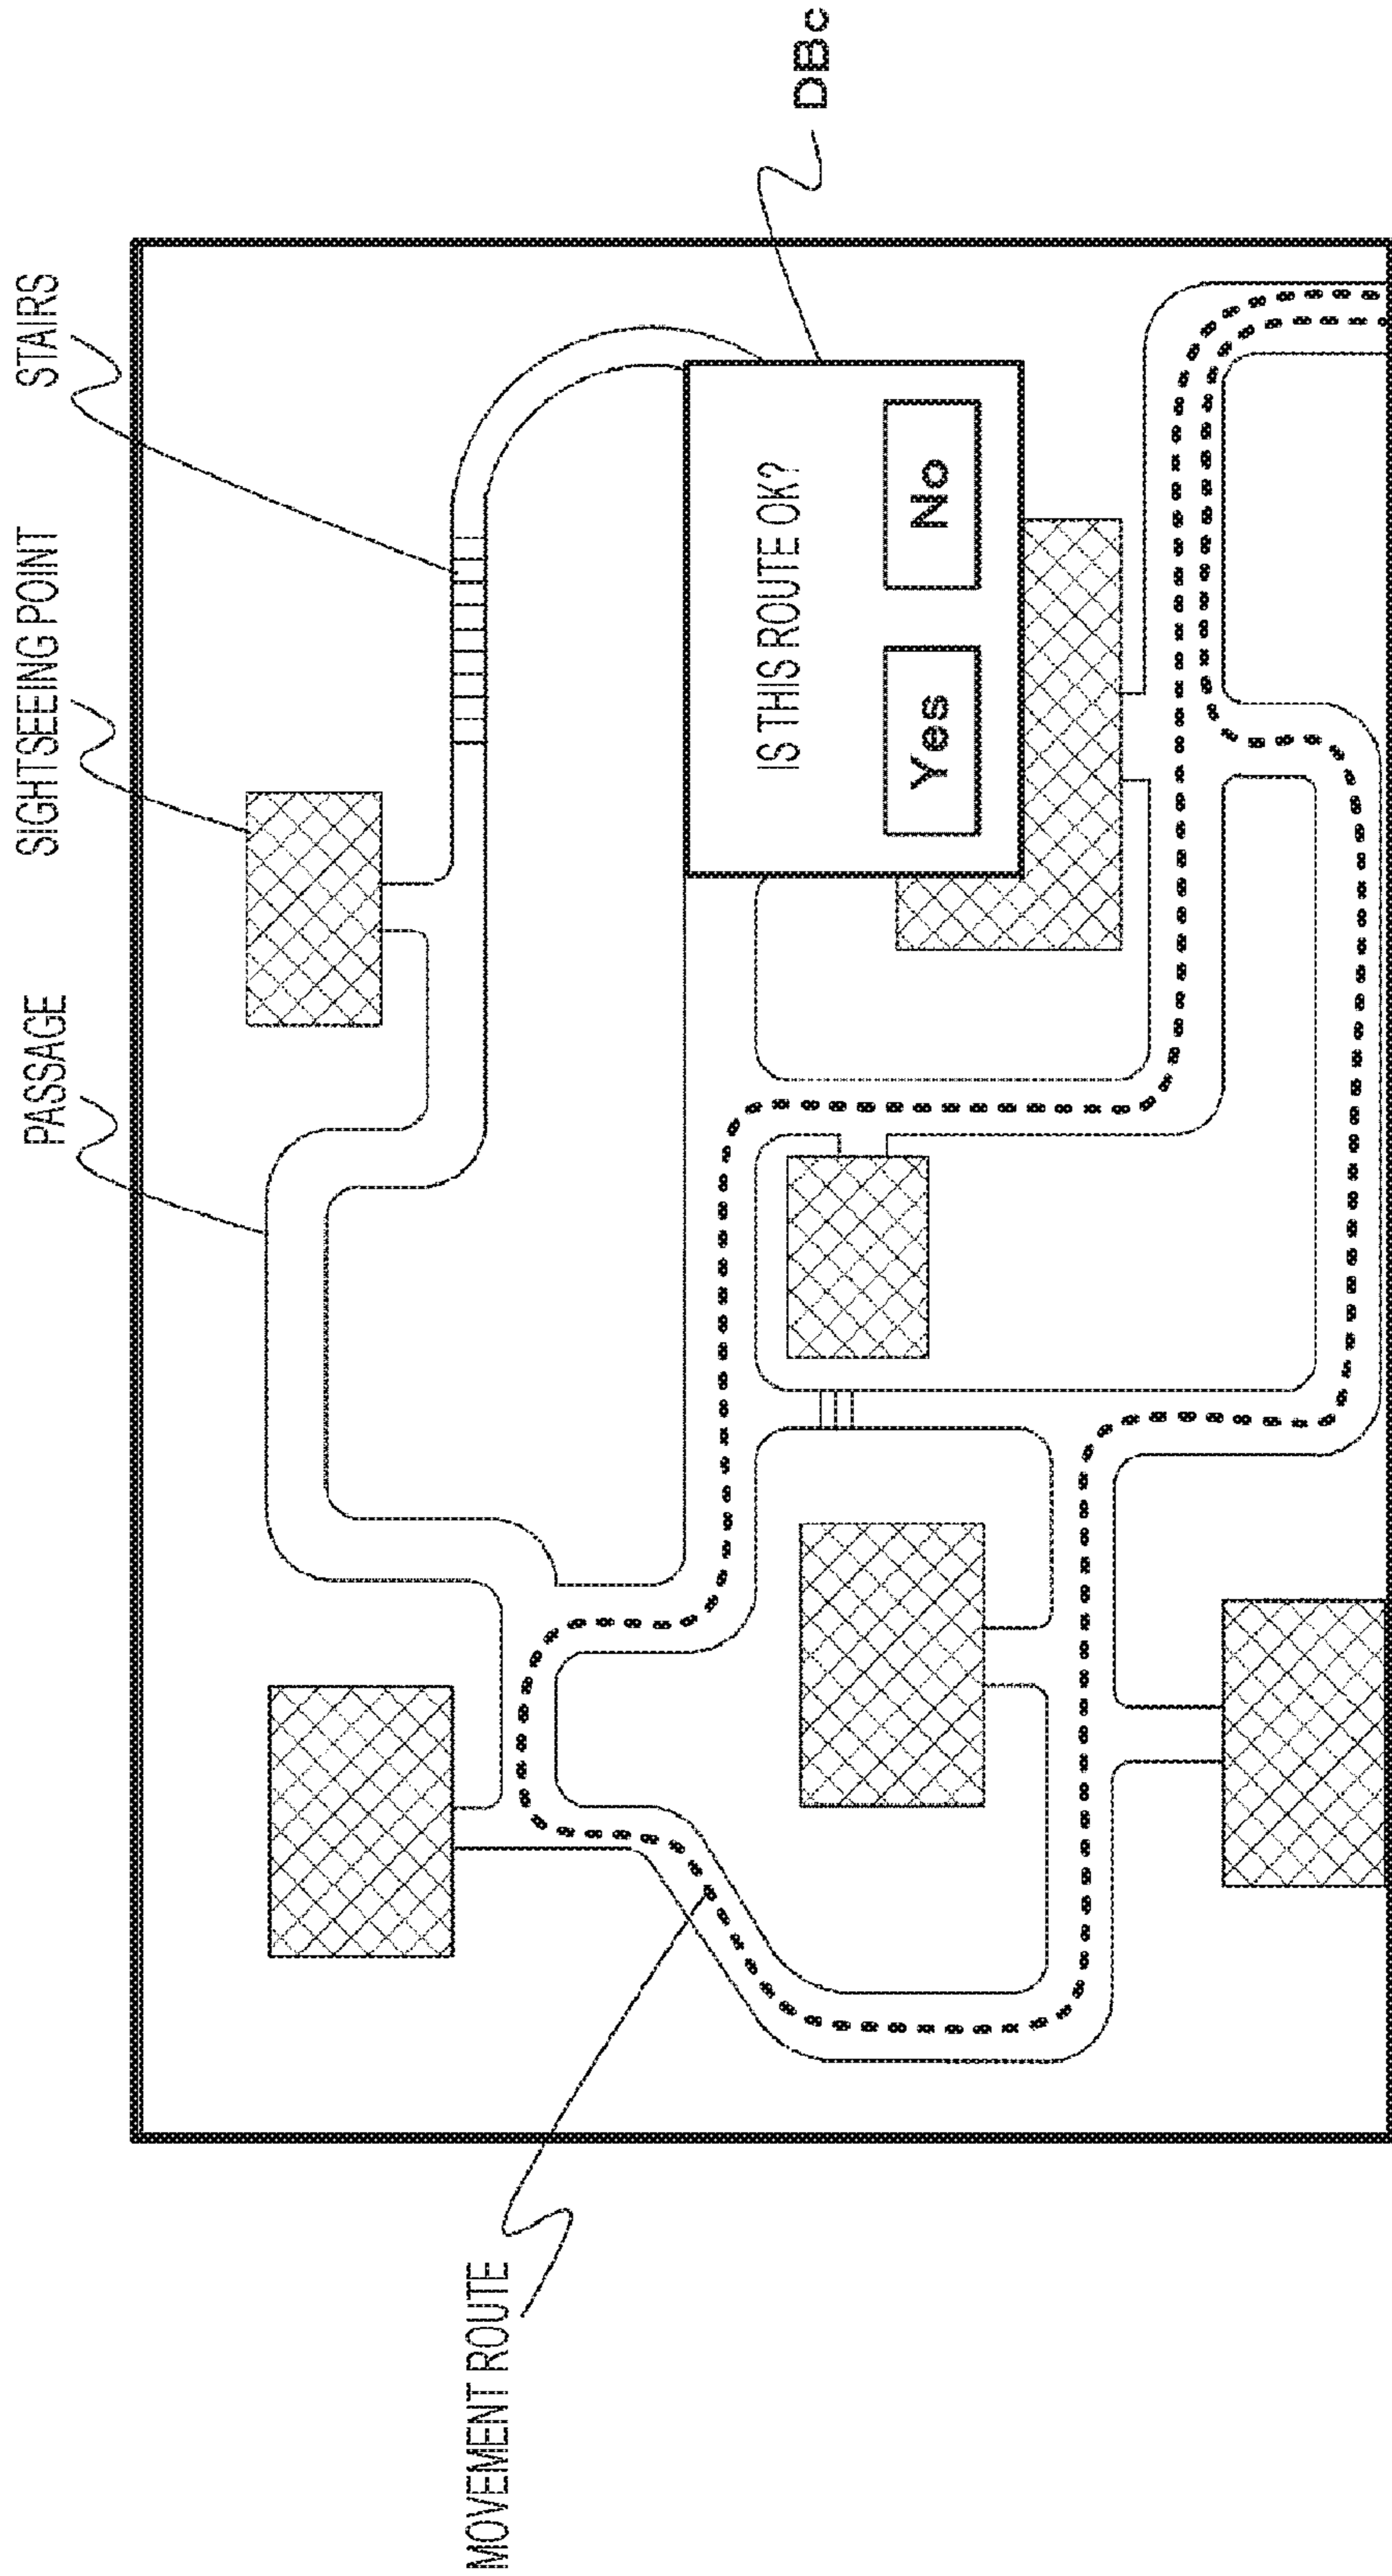 PASSAGE
SIGHTSEEING POINT
STAIRS
DBc
IS THIS ROUTE OK?
Yes
No
MOVEMENT ROUTE